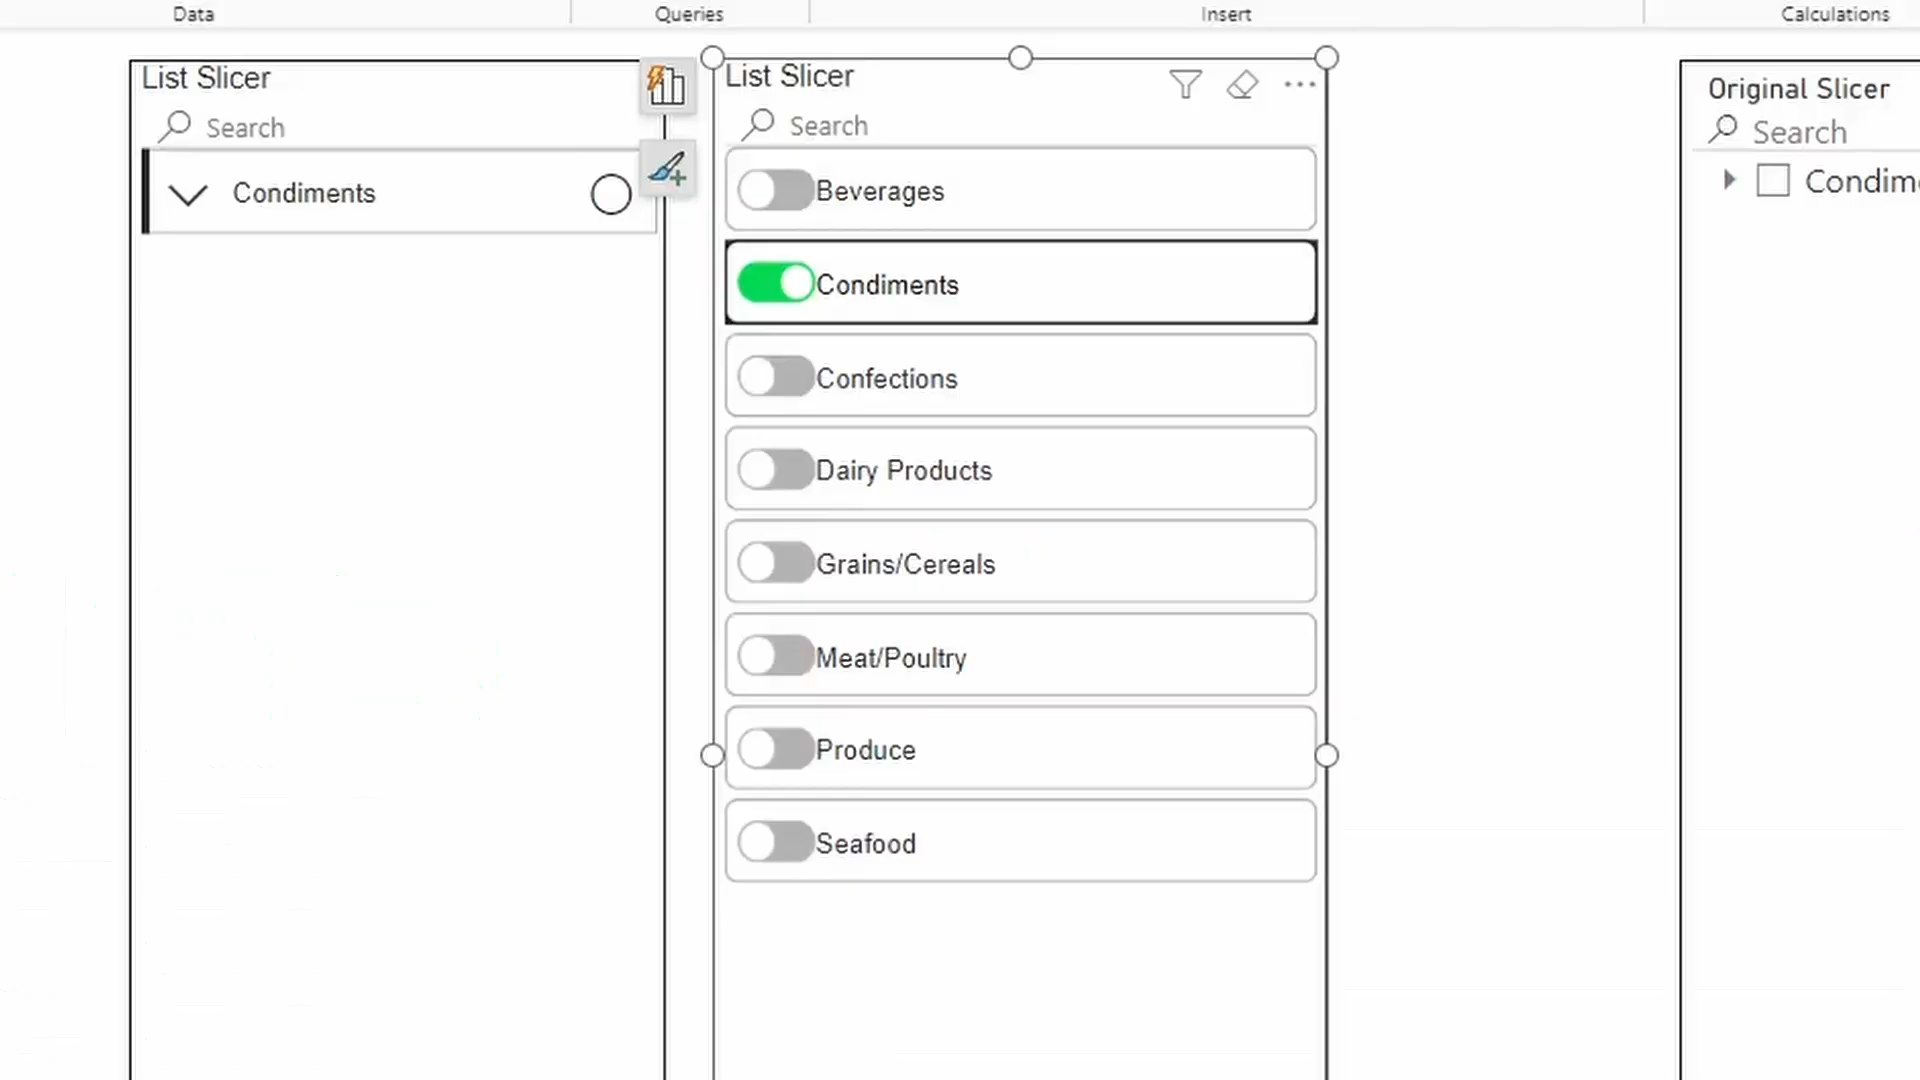 Data
Queries
Insert
Calculations
List Slicer
Search
Condiments
List Slicer
Search
Beverages
Condiments
Confections
Dairy Products
Grains/Cereals
Meat/Poultry
Produce
Seafood
Original Slicer
Search
Condim